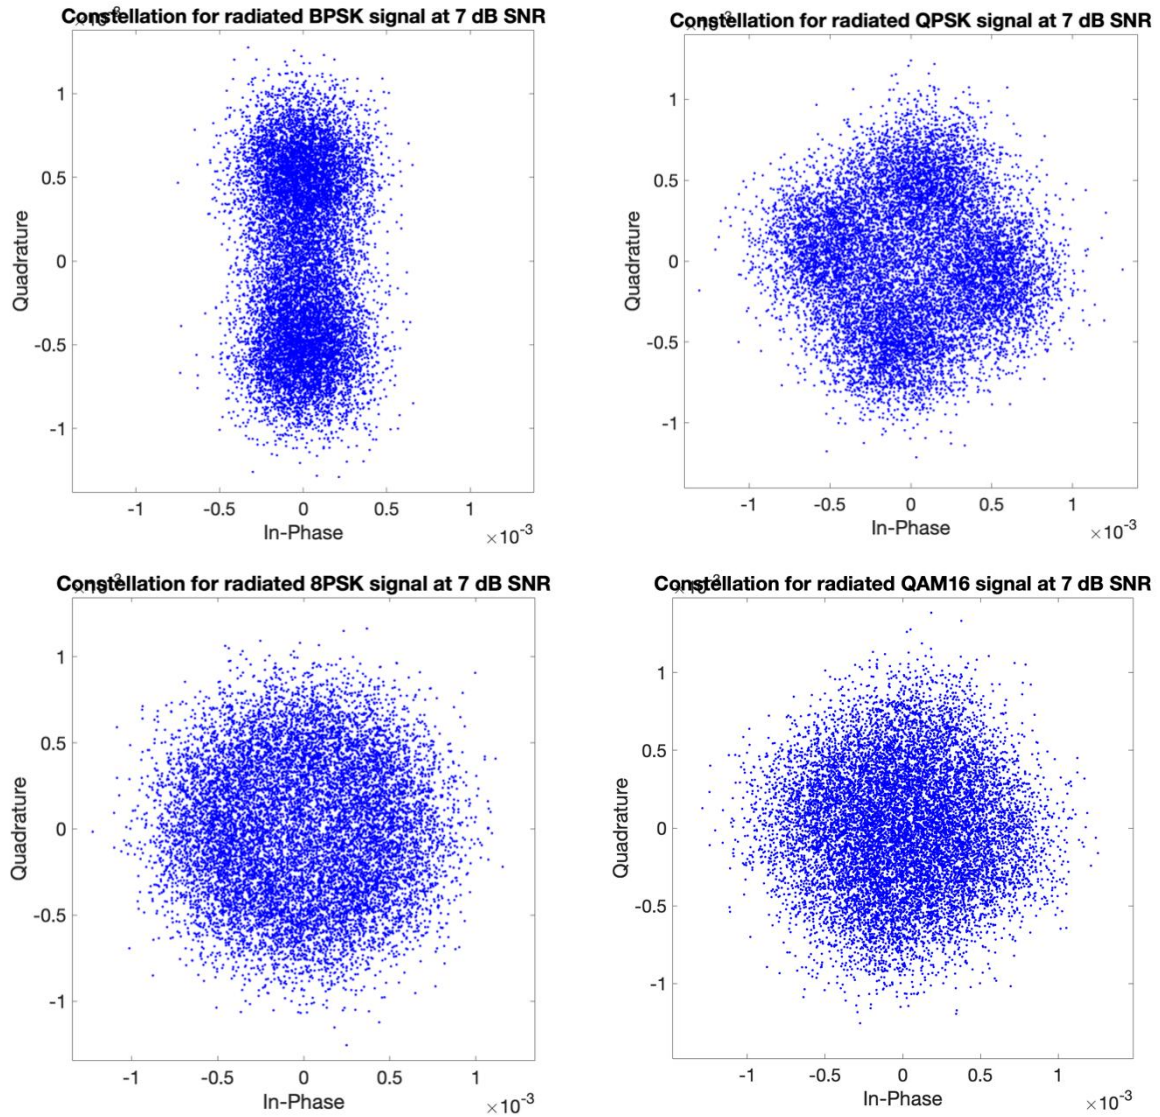 Constellation for radiated BPSK signal at 7 dB SNR
1
0.5
0
-0.5
-1
Quadrature
-1 -0.5 0 0.5 1
In-Phase
×10-3
Constellation for radiated QPSK signal at 7 dB SNR
1
0.5
0
-0.5
-1
Quadrature
-1 -0.5 0 0.5 1
In-Phase
×10-3
Constellation for radiated 8PSK signal at 7 dB SNR
1
0.5
0
-0.5
-1
Quadrature
-1 -0.5 0 0.5 1
In-Phase
×10-3
Constellation for radiated QAM16 signal at 7 dB SNR
1
0.5
0
-0.5
-1
Quadrature
-1 -0.5 0 0.5 1
In-Phase
×10-3